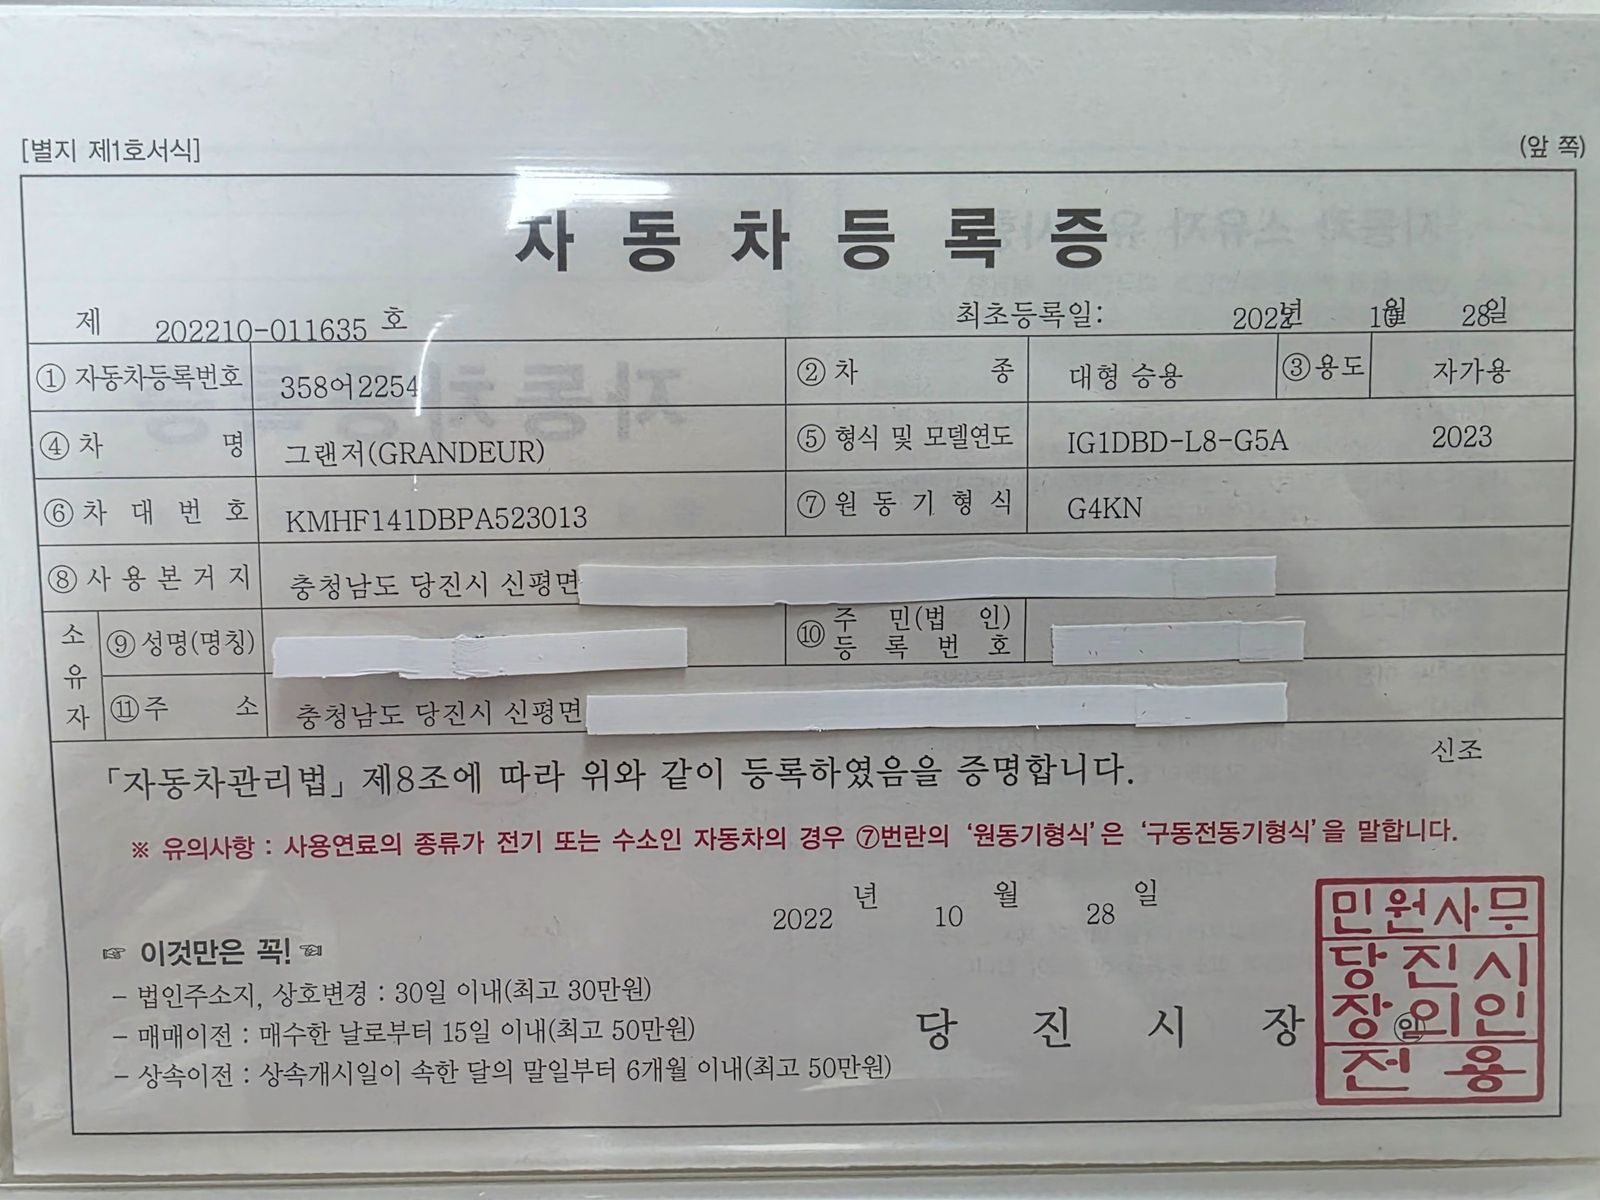 [별지 제1호서식]
(앞 쪽)
자동차등록증
제 202210-011635 호
최초등록일: 2022년 10월 28일
① 자동차등록번호 358어2254 ② 차 종 대형 승용 ③ 용도 자가용
④ 차 명 그랜저(GRANDEUR) ⑤ 형식 및 모델연도 IG1DBD-L8-G5A 2023
⑥ 차 대 번 호 KMHF141DBPA523013 ⑦ 원 동 기 형 식 G4KN
⑧ 사 용 본 거 지 충청남도 당진시 신평면
소유자
⑨ 성명(명칭) ⑩ 주 민(법 인) 등 록 번 호
⑪ 주 소 충청남도 당진시 신평면
신조
「자동차관리법」 제8조에 따라 위와 같이 등록하였음을 증명합니다.
※ 유의사항 : 사용연료의 종류가 전기 또는 수소인 자동차의 경우 ⑦번란의 '원동기형식'은 '구동전동기형식'을 말합니다.
2022 년 10 월 28 일
☞ 이것만은 꼭! ☜
- 법인주소지, 상호변경 : 30일 이내(최고 30만원)
- 매매이전 : 매수한 날로부터 15일 이내(최고 50만원)
- 상속이전 : 상속개시일이 속한 달의 말일부터 6개월 이내(최고 50만원)
당 진 시 장 ㊞
민원사무
당진시
장의인
전용